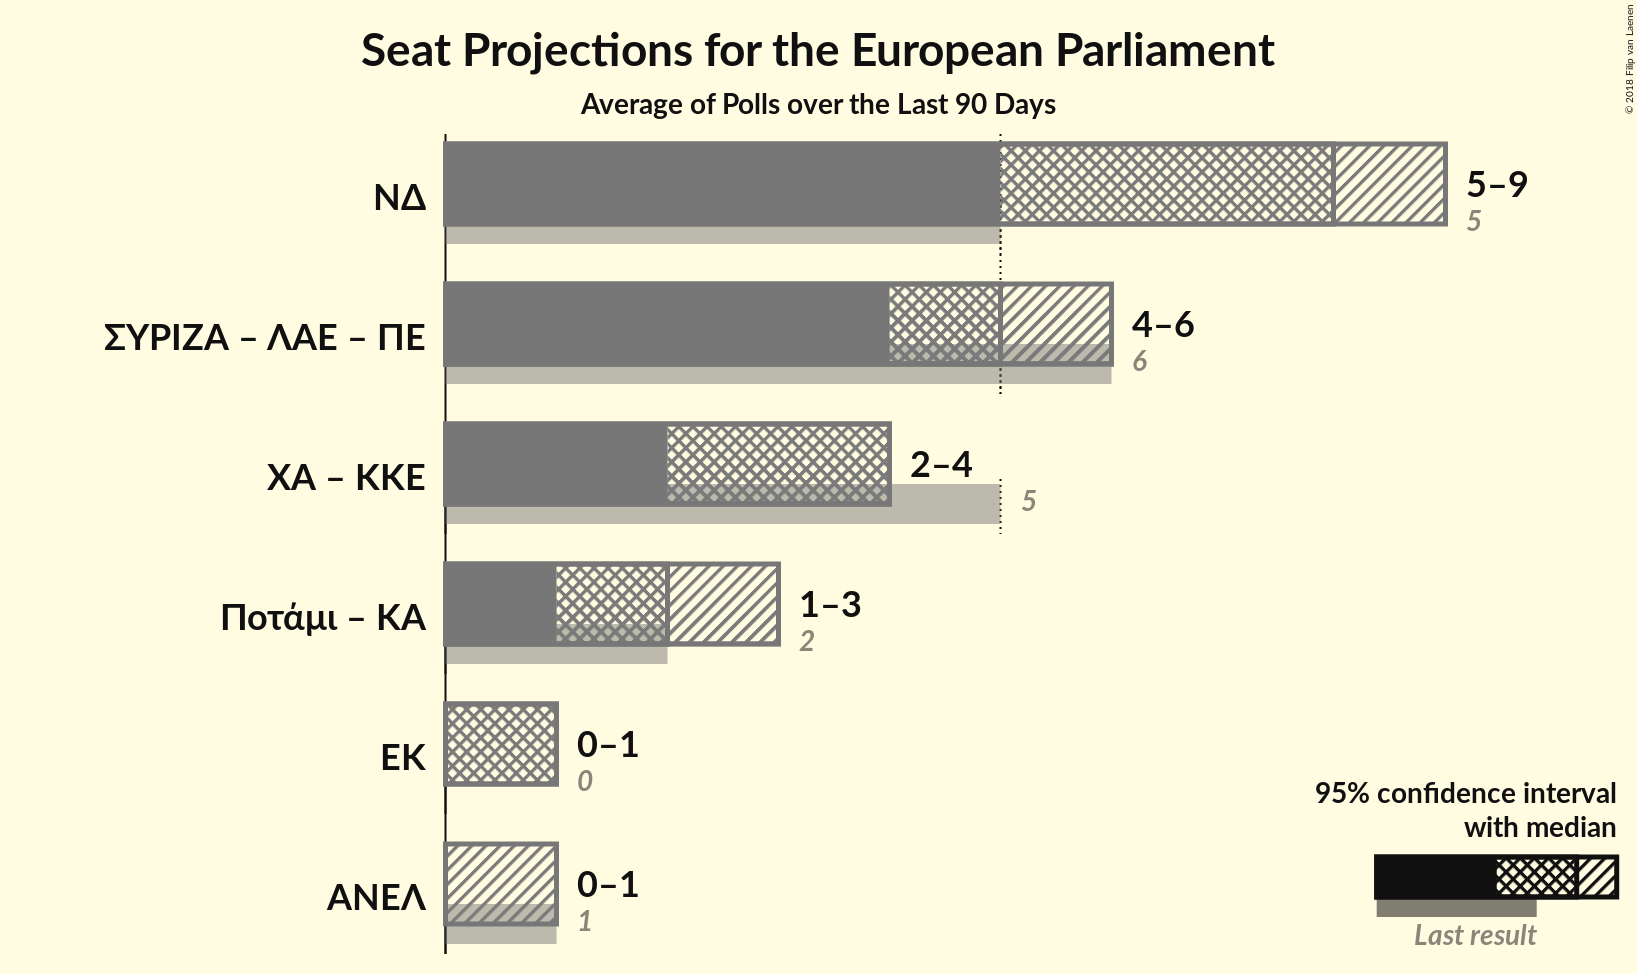 Seat Projections for the European Parliament
Average of Polls over the Last 90 Days
© 2018 Filip van Laenen
ΝΔ
5–9
5
ΣΥΡΙΖΑ – ΛΑΕ – ΠΕ
4–6
6
ΧΑ – ΚΚΕ
2–4
5
Ποτάμι – ΚΑ
1–3
2
ΕΚ
0–1
0
ΑΝΕΛ
0–1
1
95% confidence interval
with median
Last result